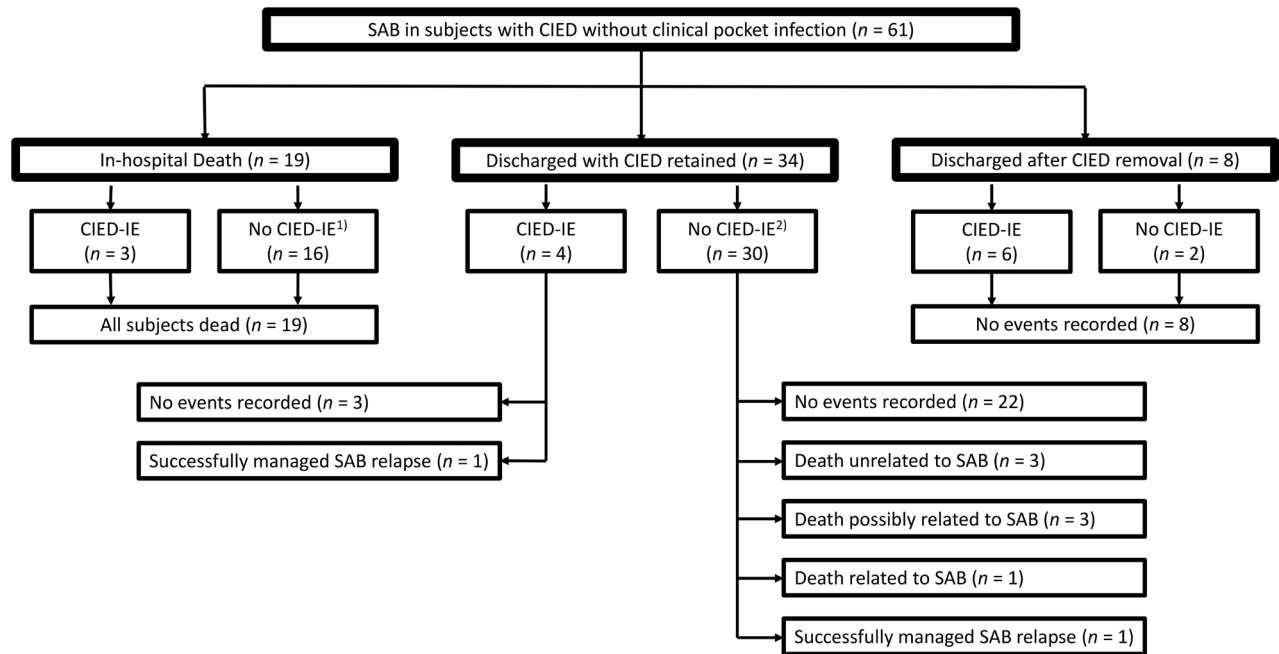 SAB in subjects with CIED without clinical pocket infection (n = 61)
In-hospital Death (n = 19)
Discharged with CIED retained (n = 34)
Discharged after CIED removal (n = 8)
CIED-IE
(n = 3)
No CIED-IE1)
(n = 16)
CIED-IE
(n = 4)
No CIED-IE2)
(n = 30)
CIED-IE
(n = 6)
No CIED-IE
(n = 2)
All subjects dead (n = 19)
No events recorded (n = 8)
No events recorded (n = 3)
Successfully managed SAB relapse (n = 1)
No events recorded (n = 22)
Death unrelated to SAB (n = 3)
Death possibly related to SAB (n = 3)
Death related to SAB (n = 1)
Successfully managed SAB relapse (n = 1)